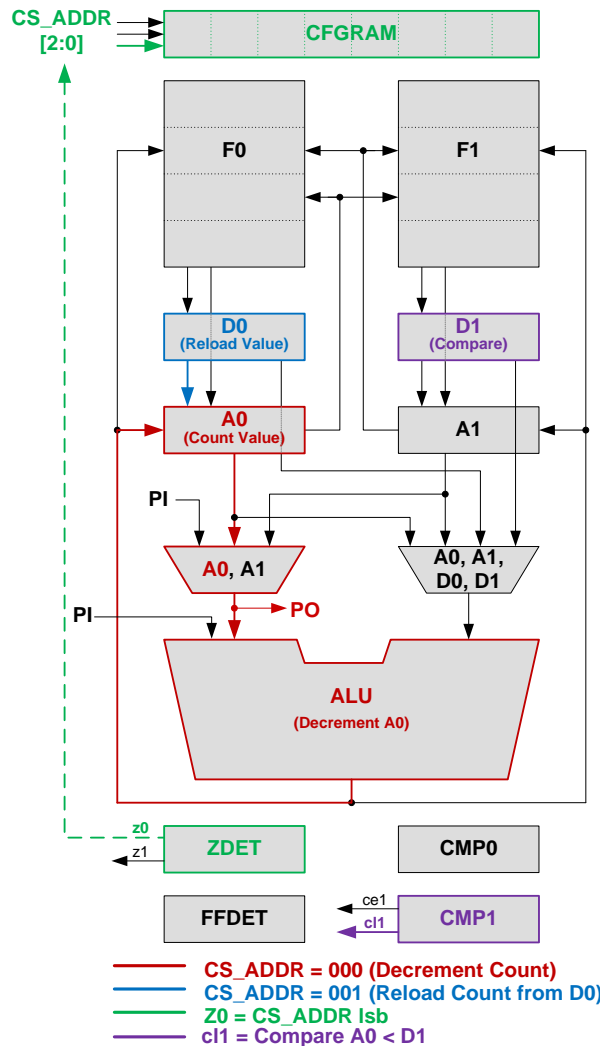 CS_ADDR
[2:0]
CFGRAM
F0
F1
D0
(Reload Value)
D1
(Compare)
A0
(Count Value)
A1
PI
A0, A1
A0, A1,
D0, D1
PO
PI
ALU
(Decrement A0)
z0
z1
ZDET
CMP0
FFDET
ce1
cl1
CMP1
CS_ADDR = 000 (Decrement Count)
CS_ADDR = 001 (Reload Count from D0)
Z0 = CS_ADDR lsb
cl1 = Compare A0 < D1